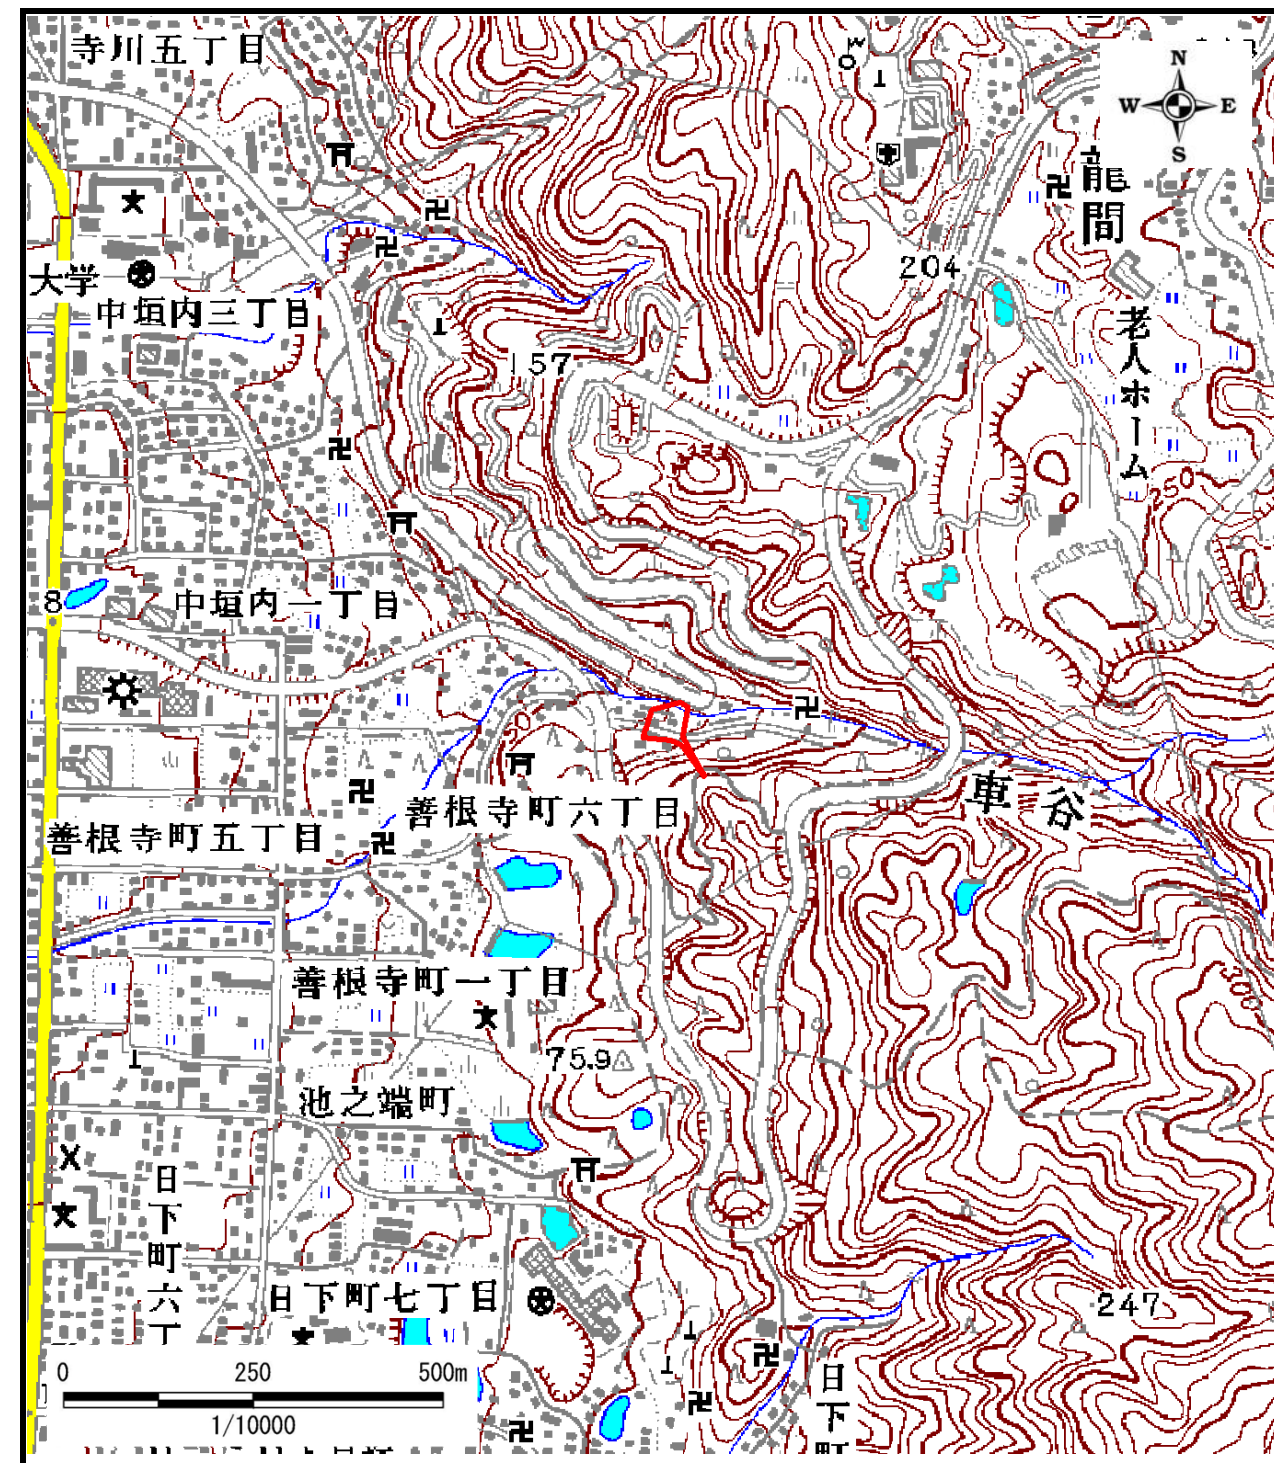 寺川五丁目
N
W E
S
龍間
大学
204
中垣内三丁目
老人ホーム
157
250
8
中垣内一丁目
車谷
善根寺町六丁目
善根寺町五丁目
善根寺町一丁目
300
75.9
池之端町
日下町六丁
日下町七丁目
247
日下町
0 250 500m
1/10000